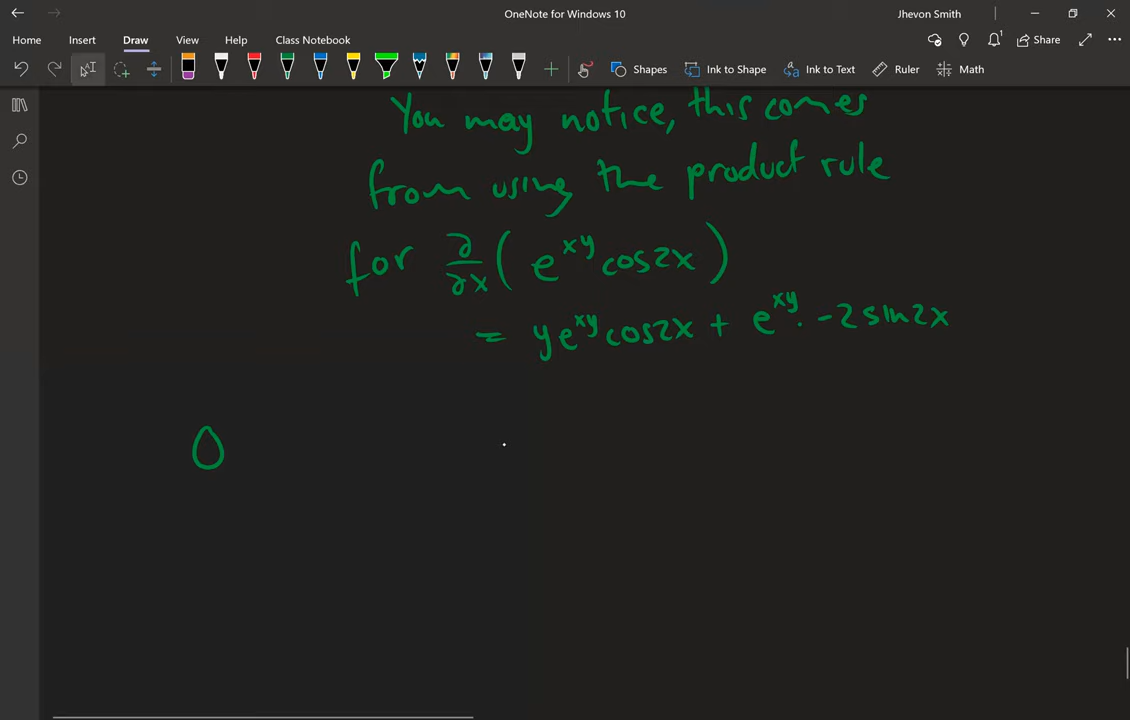 OneNote for Windows 10
Jhevon Smith
Home Insert Draw View Help Class Notebook
Share
Shapes Ink to Shape Ink to Text Ruler Math
You may notice, this comes
from using the product rule
for ∂/∂x ( e^{xy} cos2x )
= ye^{xy} cos2x + e^{xy} · -2 sin2x
0